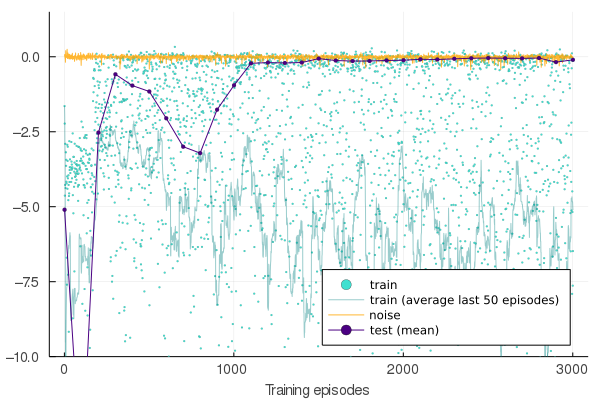 0.0
−2.5
−5.0
−7.5
−10.0
train
train (average last 50 episodes)
noise
test (mean)
0 1000 2000 3000
Training episodes